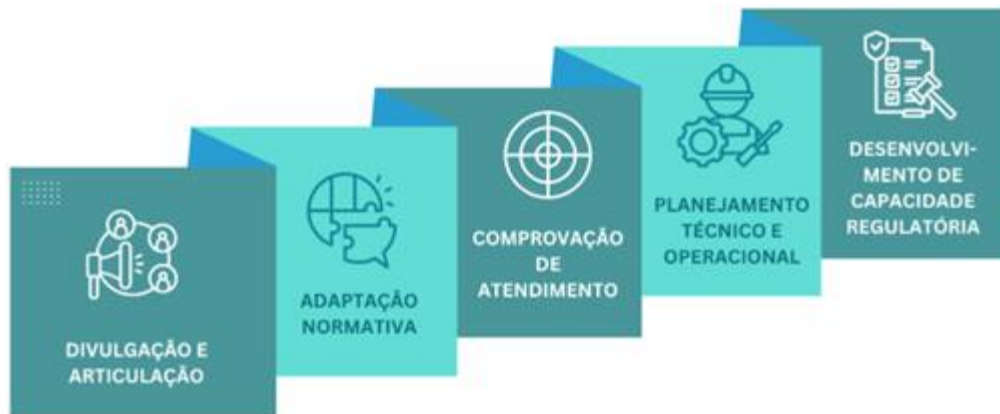 DIVULGAÇÃO E
ARTICULAÇÃO
ADAPTAÇÃO
NORMATIVA
COMPROVAÇÃO
DE
ATENDIMENTO
PLANEJAMENTO
TÉCNICO E
OPERACIONAL
DESENVOLVI-
MENTO DE
CAPACIDADE
REGULATÓRIA